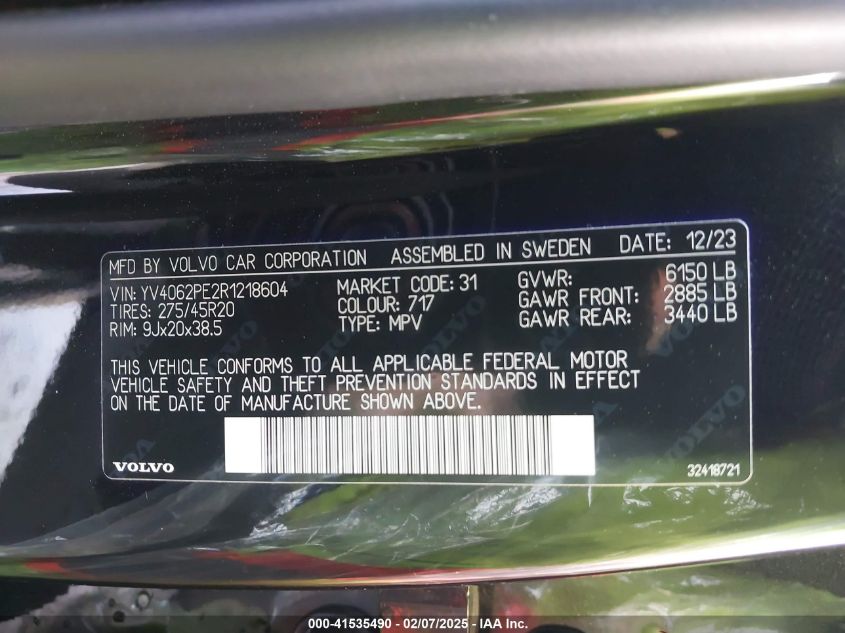 MFD BY VOLVO CAR CORPORATION ASSEMBLED IN SWEDEN DATE: 12/23
VIN: YV4062PE2R1218604 MARKET CODE: 31 GVWR: 6150 LB
TIRES: 275/45R20 COLOUR: 717 GAWR FRONT: 2885 LB
RIM: 9Jx20x38.5 TYPE: MPV GAWR REAR: 3440 LB
THIS VEHICLE CONFORMS TO ALL APPLICABLE FEDERAL MOTOR
VEHICLE SAFETY AND THEFT PREVENTION STANDARDS IN EFFECT
ON THE DATE OF MANUFACTURE SHOWN ABOVE.
VOLVO 32418721
000-41535490 - 02/07/2025 - IAA Inc.